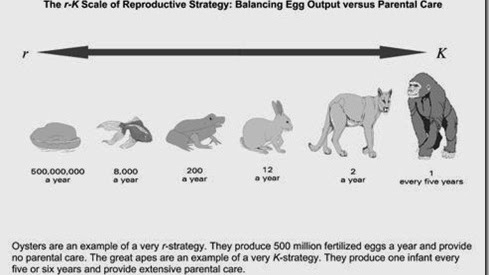 The r-K Scale of Reproductive Strategy: Balancing Egg Output versus Parental Care
r K
500,000,000 8,000 200 12 2 1
a year a year a year a year a year every five years
Oysters are an example of a very r-strategy. They produce 500 million fertilized eggs a year and provide
no parental care. The great apes are an example of a very K-strategy. They produce one infant every
five or six years and provide extensive parental care.